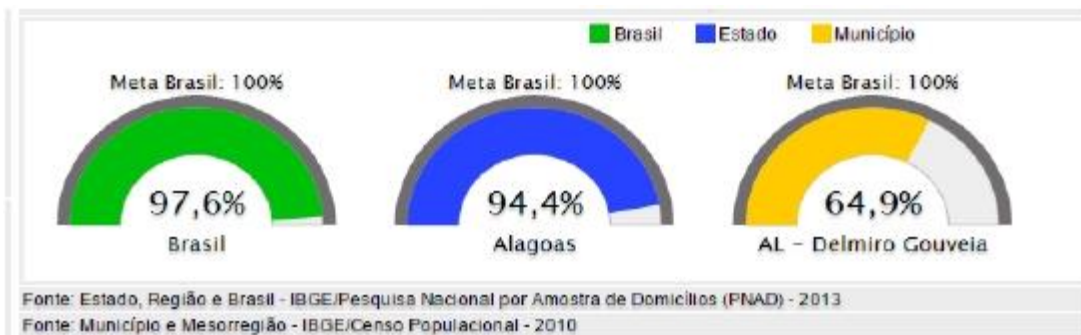 Brasil Estado Município
Meta Brasil: 100% Meta Brasil: 100% Meta Brasil: 100%
97,6% 94,4% 64,9%
Brasil Alagoas AL - Delmiro Gouveia
Fonte: Estado, Região e Brasil - IBGE/Pesquisa Nacional por Amostra de Domicílios (PNAD) - 2013
Fonte: Município e Mesorregião - IBGE/Censo Populacional - 2010